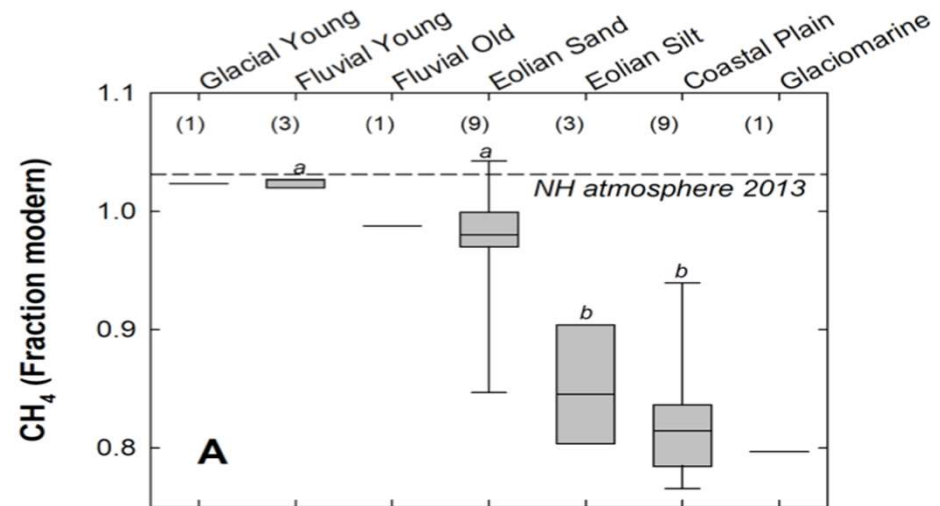 Glacial Young
Fluvial Young
Fluvial Old
Eolian Sand
Eolian Silt
Coastal Plain
Glaciomarine
1.1
(1)
(3)
(1)
(9)
(3)
(9)
(1)
a
a
NH atmosphere 2013
1.0
b
b
0.9
0.8
A
CH₄ (Fraction modern)